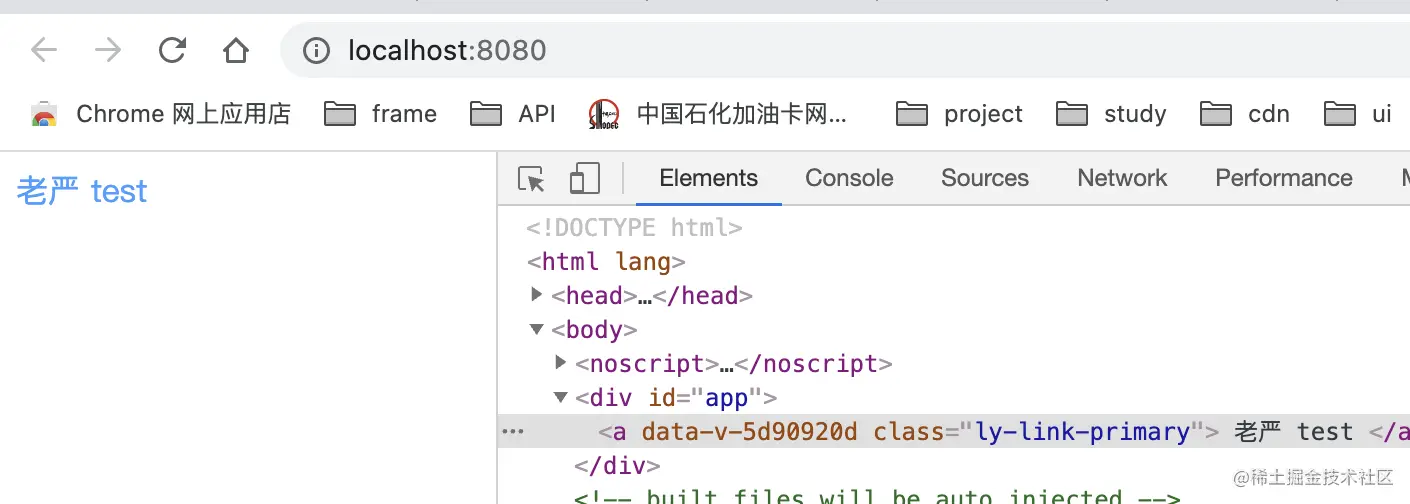 localhost:8080
Chrome 网上应用店 frame API 中国石化加油卡网... project study cdn ui
老严 test
Elements Console Sources Network Performance
<!DOCTYPE html>
<html lang>
<head>…</head>
<body>
<noscript>…</noscript>
<div id="app">
<a data-v-5d90920d class="ly-link-primary"> 老严 test </a
</div>
<!-- built files will be auto injected -->
@稀土掘金技术社区